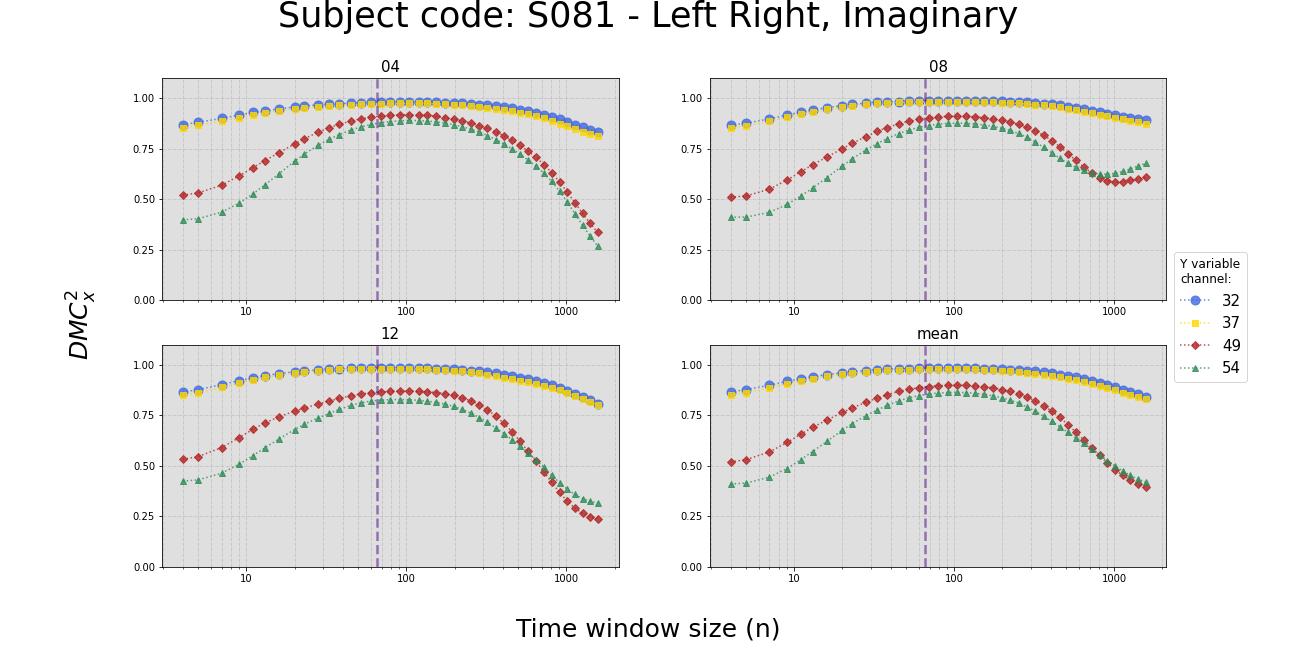 Subject code: S081 - Left Right, Imaginary
04
1.00
0.75
0.50
0.25
0.00
10 100 1000
08
1.00
0.75
0.50
0.25
0.00
10 100 1000
12
1.00
0.75
0.50
0.25
0.00
10 100 1000
mean
1.00
0.75
0.50
0.25
0.00
10 100 1000
DMC²ₓ
Y variable
channel:
32
37
49
54
Time window size (n)